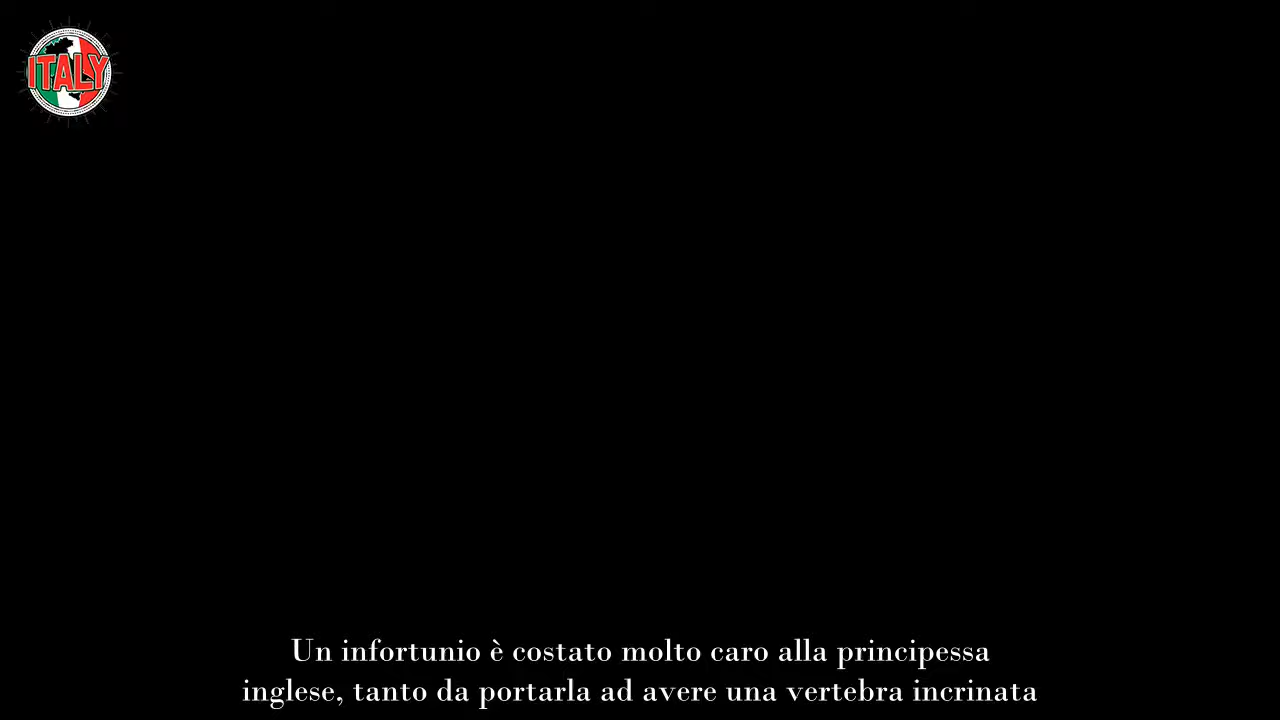 ITALY
Un infortunio è costato molto caro alla principessa
inglese, tanto da portarla ad avere una vertebra incrinata